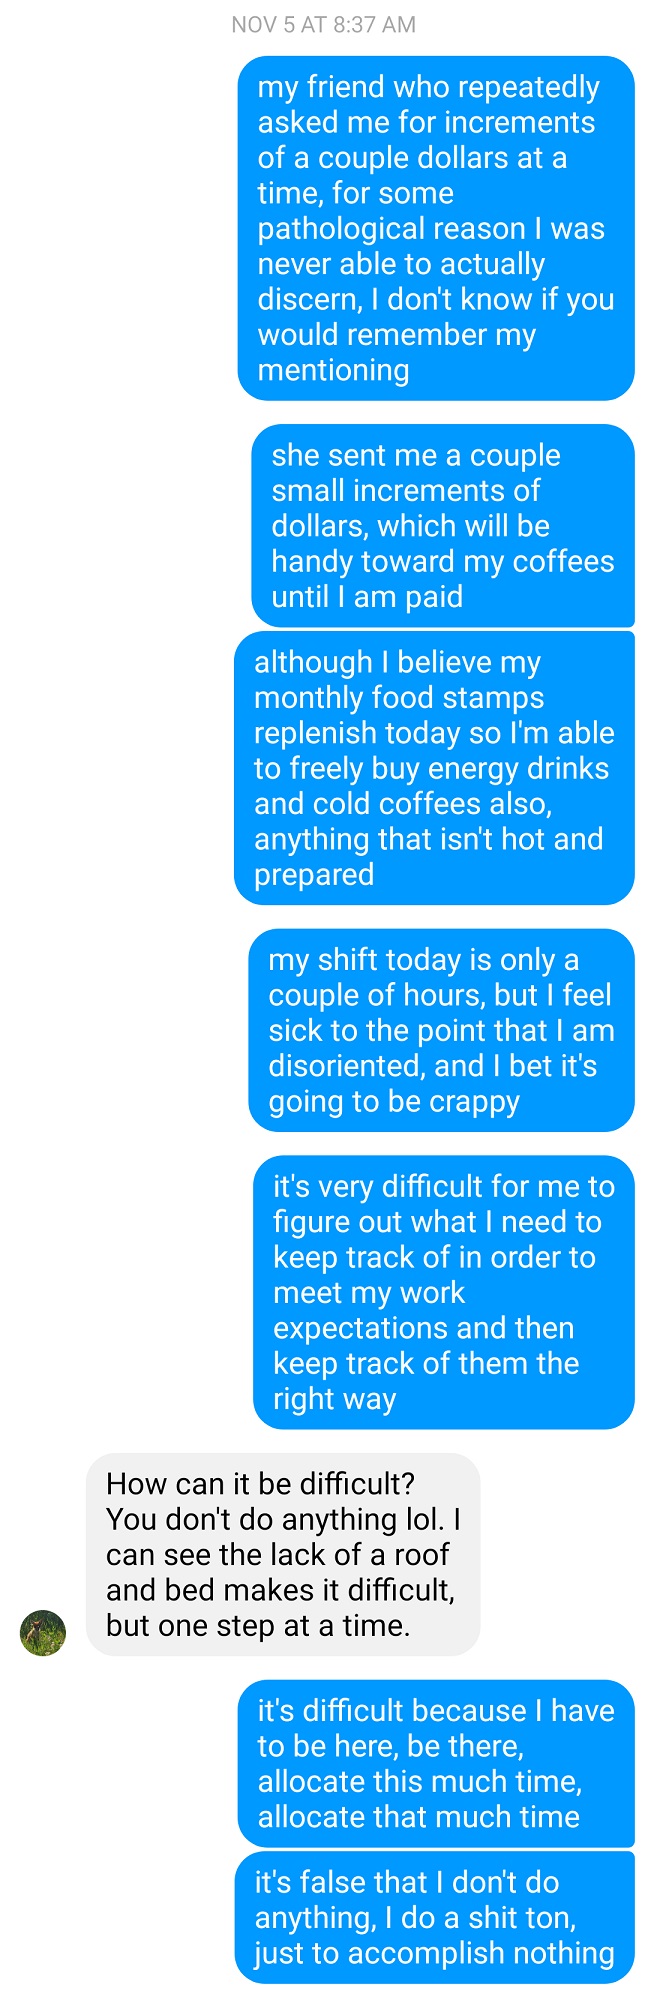 NOV 5 AT 8:37 AM
my friend who repeatedly
asked me for increments
of a couple dollars at a
time, for some
pathological reason I was
never able to actually
discern, I don't know if you
would remember my
mentioning
she sent me a couple
small increments of
dollars, which will be
handy toward my coffees
until I am paid
although I believe my
monthly food stamps
replenish today so I'm able
to freely buy energy drinks
and cold coffees also,
anything that isn't hot and
prepared
my shift today is only a
couple of hours, but I feel
sick to the point that I am
disoriented, and I bet it's
going to be crappy
it's very difficult for me to
figure out what I need to
keep track of in order to
meet my work
expectations and then
keep track of them the
right way
How can it be difficult?
You don't do anything lol. I
can see the lack of a roof
and bed makes it difficult,
but one step at a time.
it's difficult because I have
to be here, be there,
allocate this much time,
allocate that much time
it's false that I don't do
anything, I do a shit ton,
just to accomplish nothing